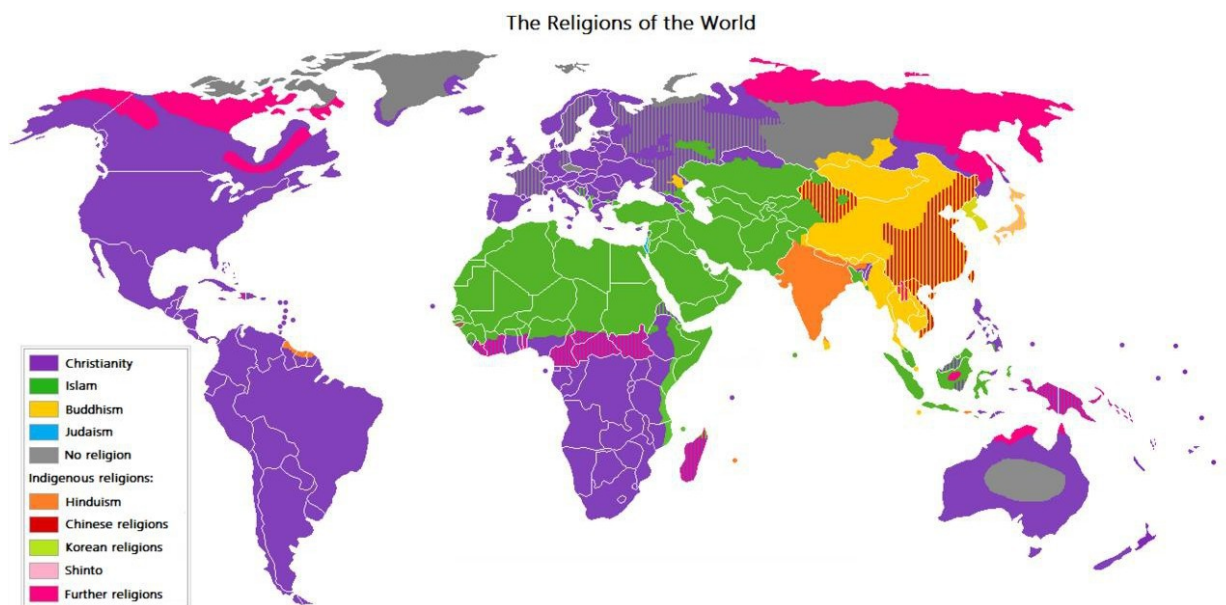 The Religions of the World
Christianity
Islam
Buddhism
Judaism
No religion
Indigenous religions:
Hinduism
Chinese religions
Korean religions
Shinto
Further religions